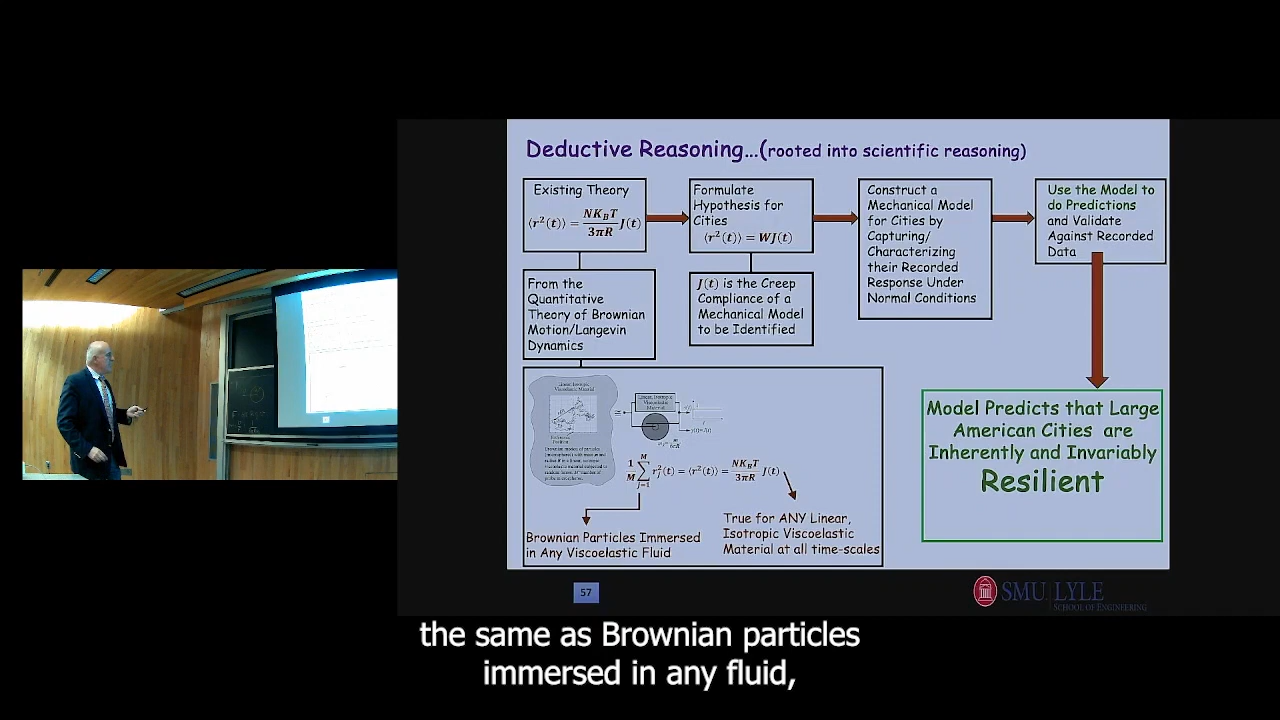 Deductive Reasoning...(rooted into scientific reasoning)
Existing Theory
⟨r²(t)⟩ = NK_BT/3πR J(t)
Formulate
Hypothesis for
Cities
⟨r²(t)⟩ = WJ(t)
Construct a
Mechanical Model
for Cities by
Capturing/
Characterizing
their Recorded
Response Under
Normal Conditions
Use the Model to
do Predictions
and Validate
Against Recorded
Data
From the
Quantitative
Theory of Brownian
Motion/Langevin
Dynamics
J(t) is the Creep
Compliance of a
Mechanical Model
to be Identified
Linear Isotropic
Viscoelastic Material
1/M ∑_{j=1}^{M} r_j²(t) = ⟨r²(t)⟩ = NK_BT/3πR J(t)
Brownian Particles Immersed
in Any Viscoelastic Fluid
True for ANY Linear,
Isotropic Viscoelastic
Material at all time-scales
Model Predicts that Large
American Cities are
Inherently and Invariably
Resilient
57
SMU LYLE
SCHOOL OF ENGINEERING
the same as Brownian particles
immersed in any fluid,